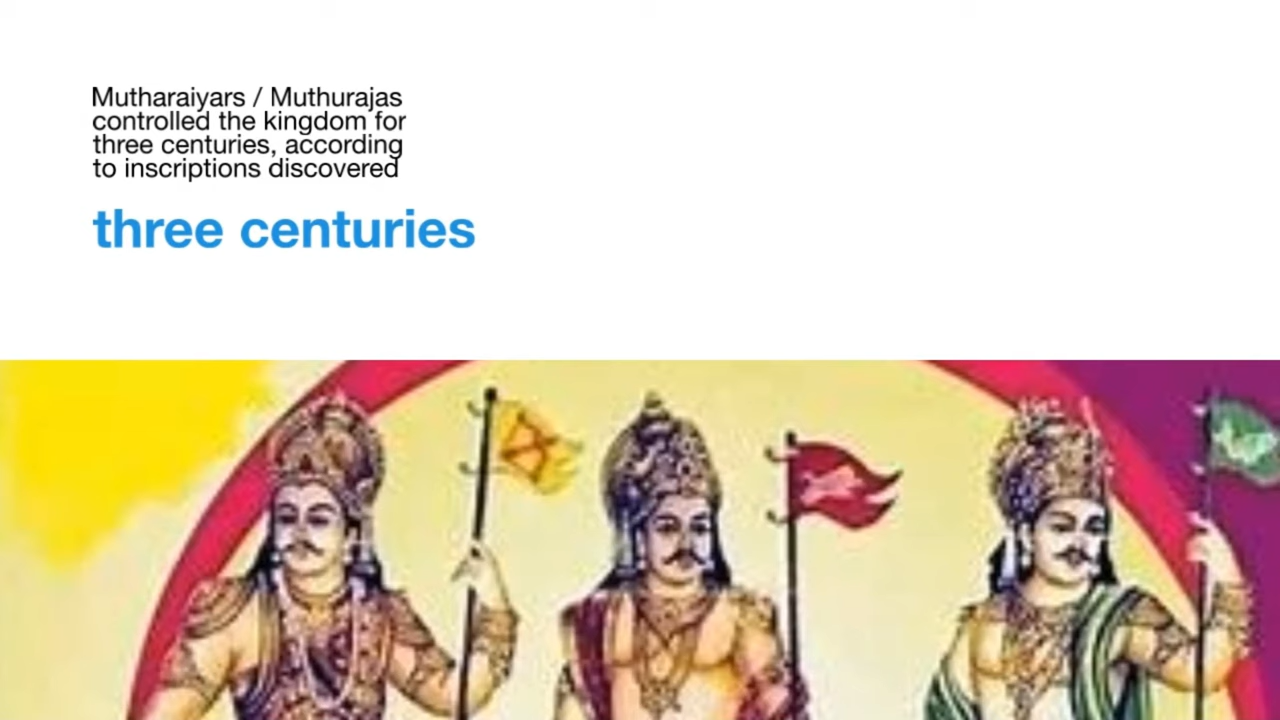 Mutharaiyars / Muthurajas
controlled the kingdom for
three centuries, according
to inscriptions discovered
three centuries